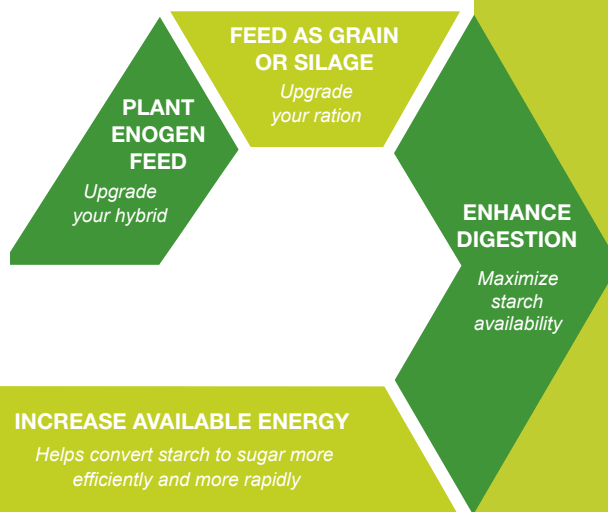 PLANT
ENOGEN
FEED
Upgrade
your hybrid
FEED AS GRAIN
OR SILAGE
Upgrade
your ration
ENHANCE
DIGESTION
Maximize
starch
availability
INCREASE AVAILABLE ENERGY
Helps convert starch to sugar more
efficiently and more rapidly